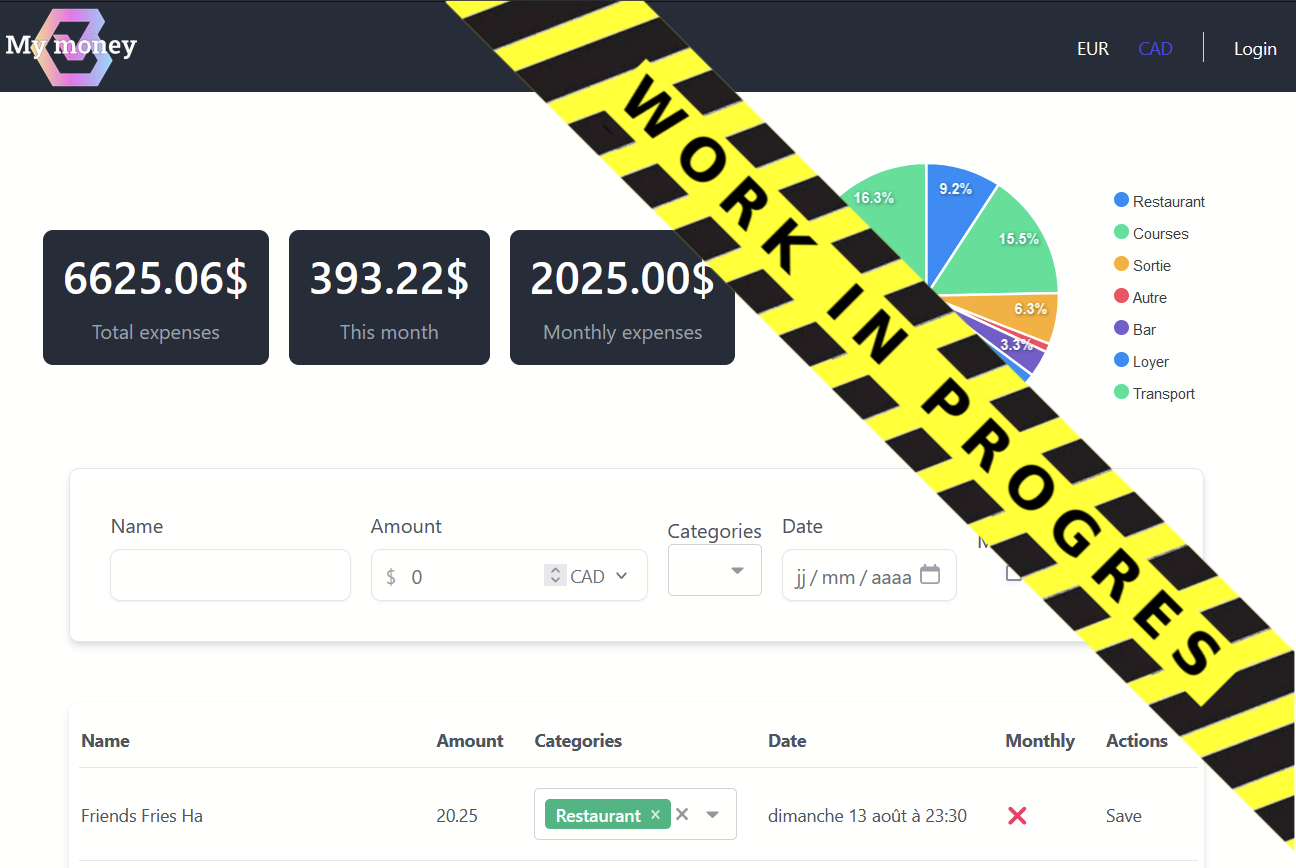 My money
EUR CAD Login
WORK IN PROGRES
6625.06$ 393.22$ 2025.00$
Total expenses This month Monthly expenses
16.3% 9.2%
15.5%
6.3%
3.3%
Restaurant
Courses
Sortie
Autre
Bar
Loyer
Transport
Name Amount Categories Date
$ 0 CAD jj / mm / aaaa
Name Amount Categories Date Monthly Actions
Friends Fries Ha 20.25 Restaurant × dimanche 13 août à 23:30 Save